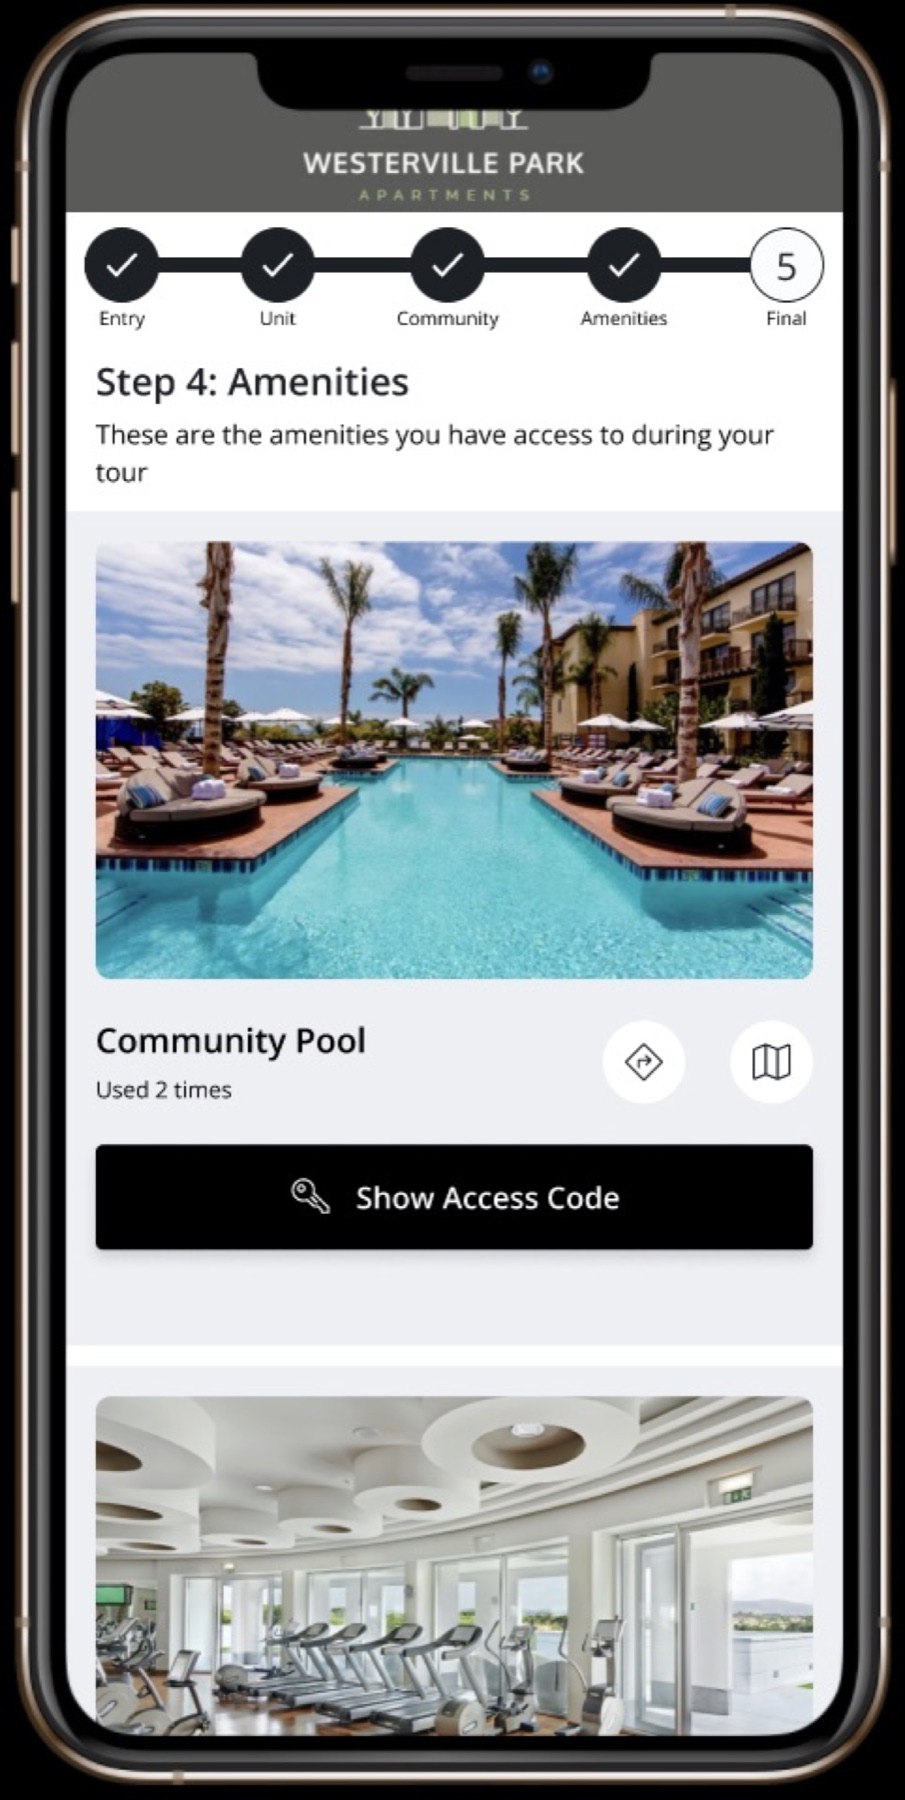 WESTERVILLE PARK
APARTMENTS
5
Entry Unit Community Amenities Final
Step 4: Amenities
These are the amenities you have access to during your
tour
Community Pool
Used 2 times
Show Access Code